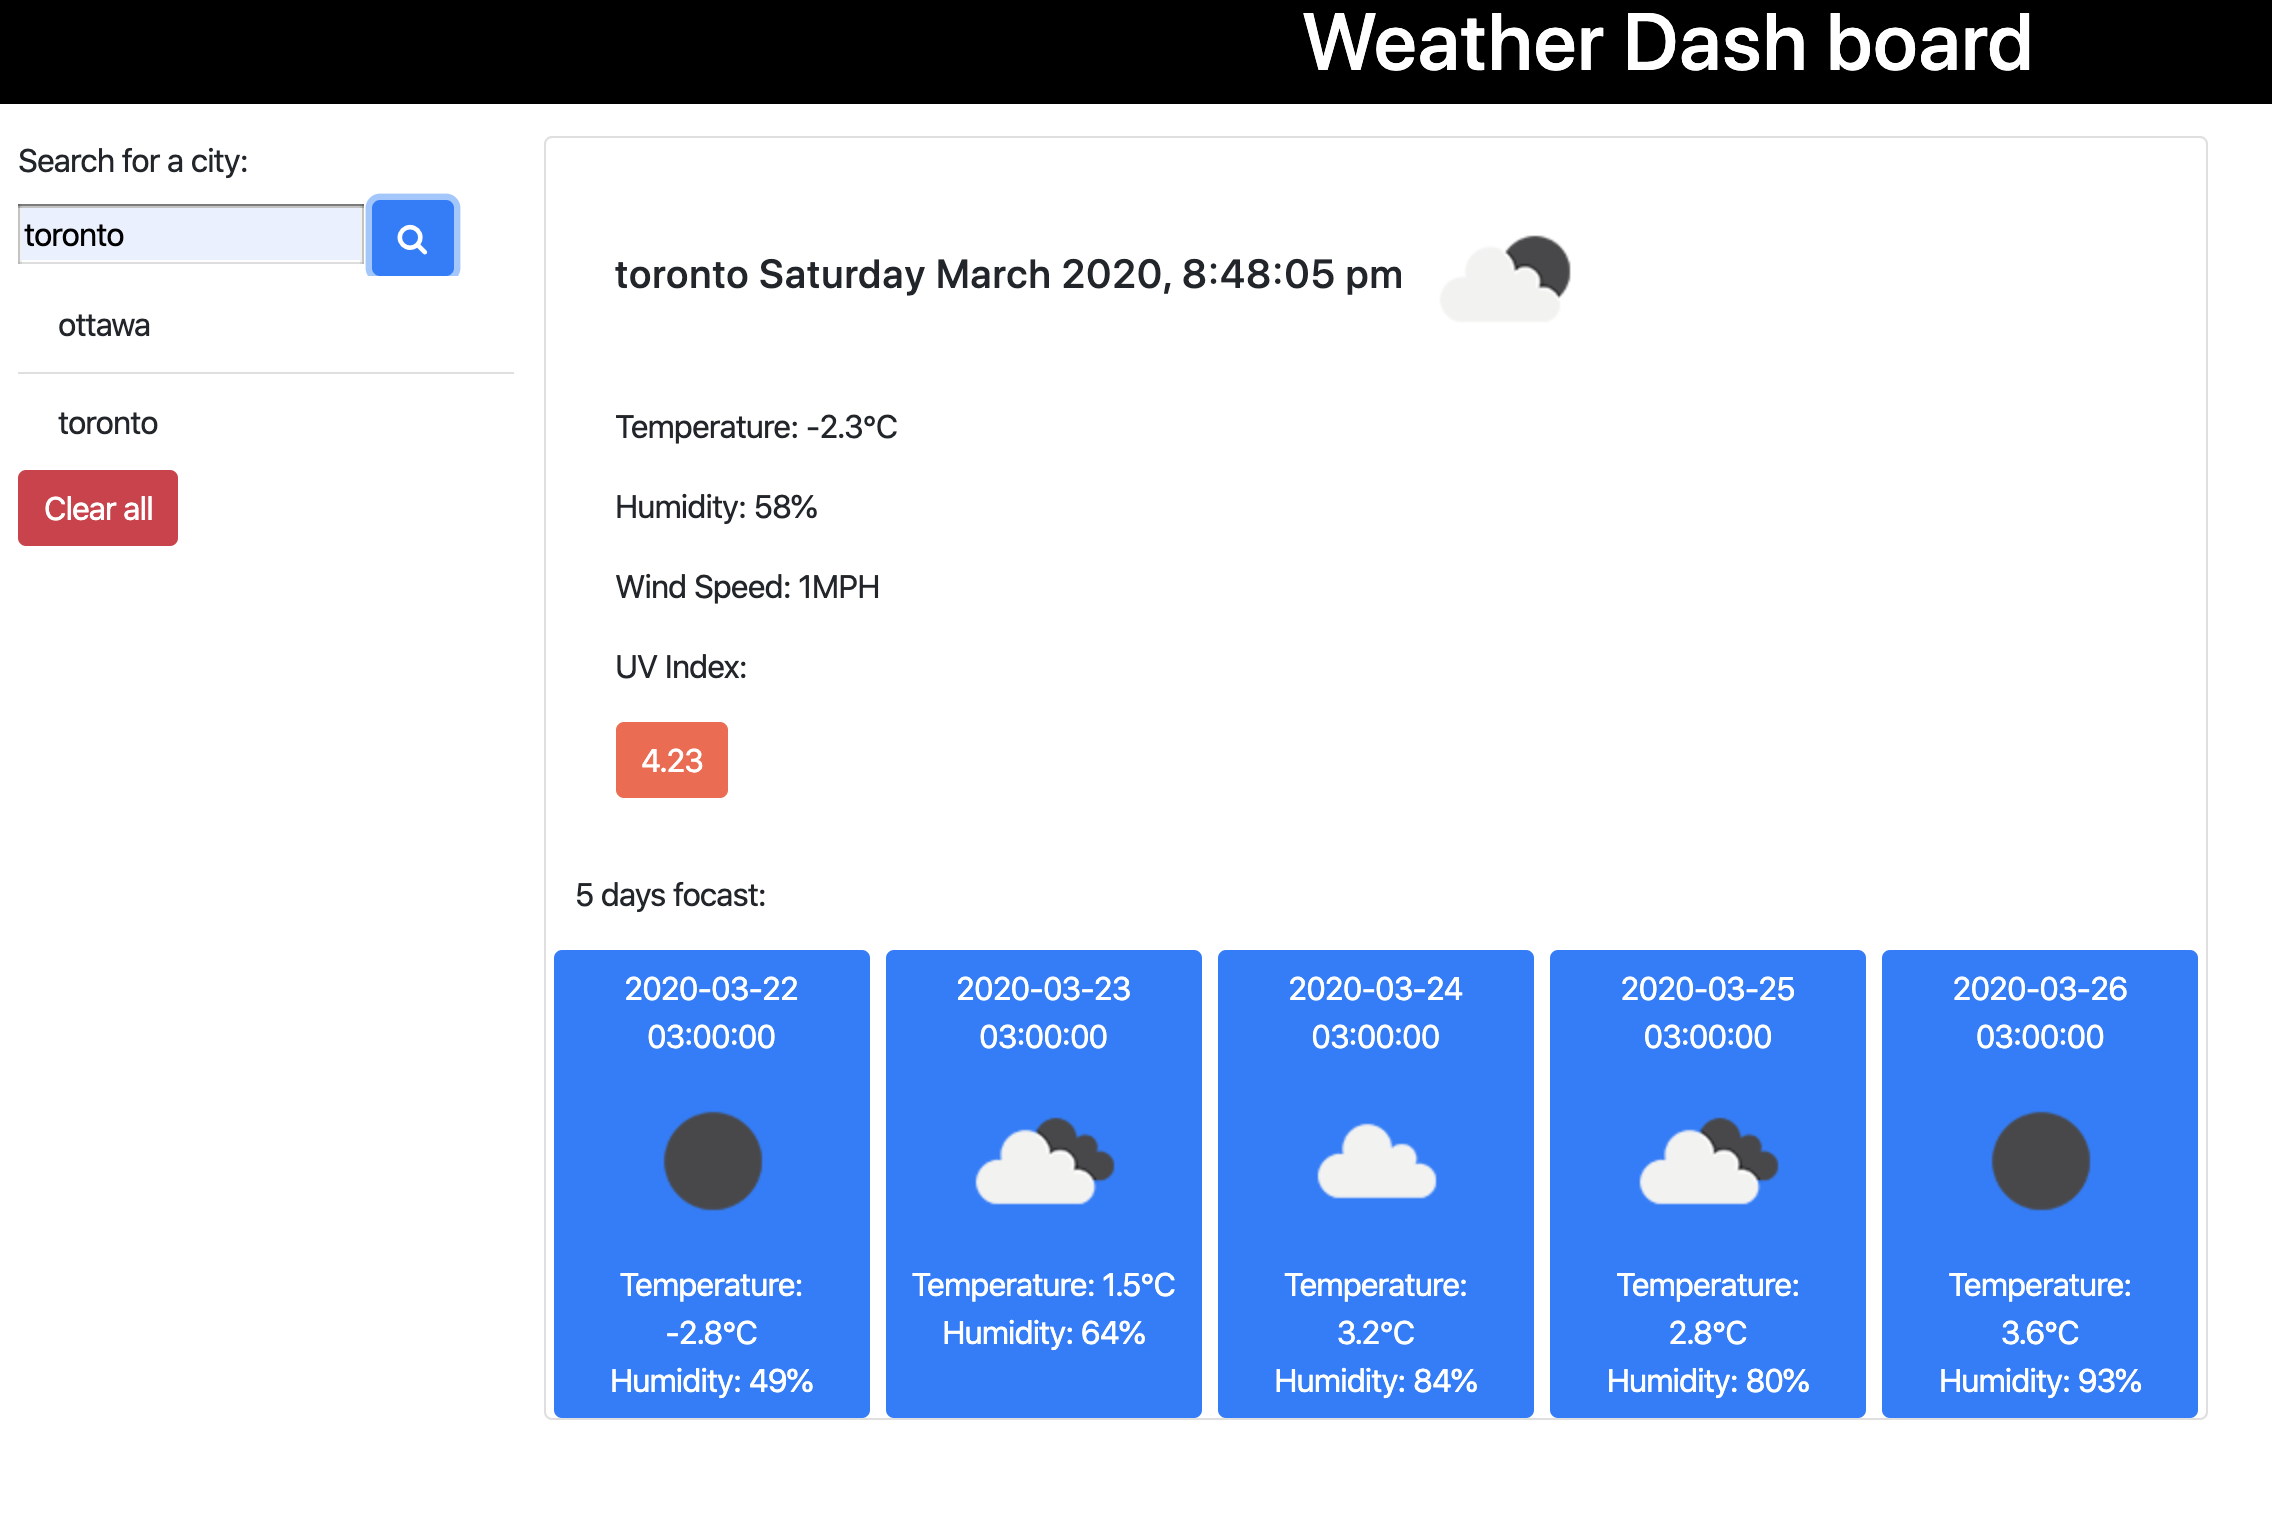 Weather Dash board
Search for a city:
toronto
ottawa
toronto
Clear all
toronto Saturday March 2020, 8:48:05 pm
Temperature: -2.3°C
Humidity: 58%
Wind Speed: 1MPH
UV Index:
4.23
5 days focast:
2020-03-22
03:00:00
Temperature:
-2.8°C
Humidity: 49%
2020-03-23
03:00:00
Temperature: 1.5°C
Humidity: 64%
2020-03-24
03:00:00
Temperature:
3.2°C
Humidity: 84%
2020-03-25
03:00:00
Temperature:
2.8°C
Humidity: 80%
2020-03-26
03:00:00
Temperature:
3.6°C
Humidity: 93%